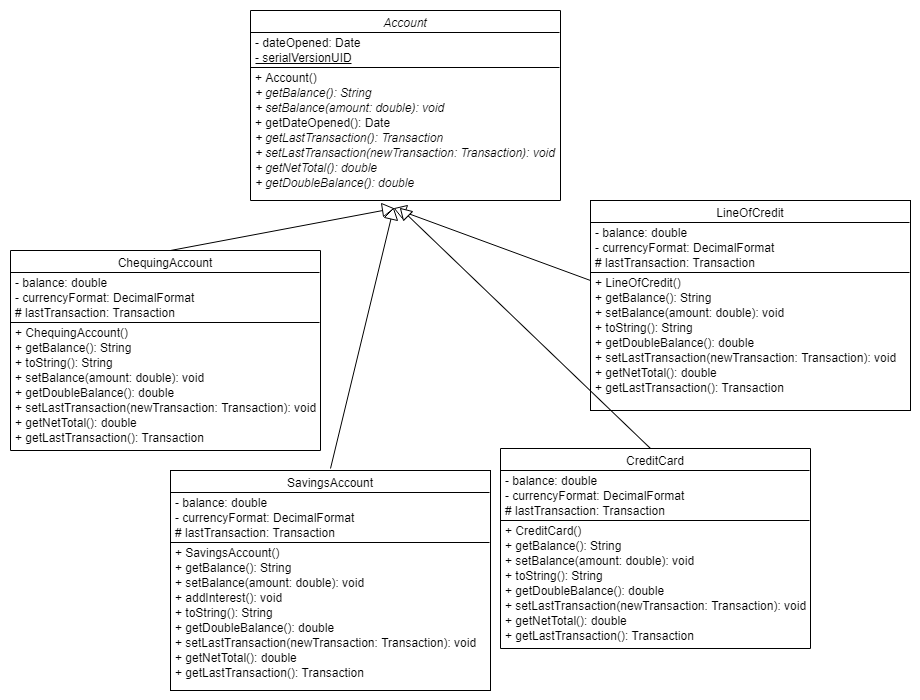 Account
- dateOpened: Date
- serialVersionUID
+ Account()
+ getBalance(): String
+ setBalance(amount: double): void
+ getDateOpened(): Date
+ getLastTransaction(): Transaction
+ setLastTransaction(newTransaction: Transaction): void
+ getNetTotal(): double
+ getDoubleBalance(): double
LineOfCredit
- balance: double
- currencyFormat: DecimalFormat
# lastTransaction: Transaction
+ LineOfCredit()
+ getBalance(): String
+ setBalance(amount: double): void
+ toString(): String
+ getDoubleBalance(): double
+ setLastTransaction(newTransaction: Transaction): void
+ getNetTotal(): double
+ getLastTransaction(): Transaction
ChequingAccount
- balance: double
- currencyFormat: DecimalFormat
# lastTransaction: Transaction
+ ChequingAccount()
+ getBalance(): String
+ toString(): String
+ setBalance(amount: double): void
+ getDoubleBalance(): double
+ setLastTransaction(newTransaction: Transaction): void
+ getNetTotal(): double
+ getLastTransaction(): Transaction
SavingsAccount
- balance: double
- currencyFormat: DecimalFormat
# lastTransaction: Transaction
+ SavingsAccount()
+ getBalance(): String
+ setBalance(amount: double): void
+ addInterest(): void
+ toString(): String
+ getDoubleBalance(): double
+ setLastTransaction(newTransaction: Transaction): void
+ getNetTotal(): double
+ getLastTransaction(): Transaction
CreditCard
- balance: double
- currencyFormat: DecimalFormat
# lastTransaction: Transaction
+ CreditCard()
+ getBalance(): String
+ setBalance(amount: double): void
+ toString(): String
+ getDoubleBalance(): double
+ setLastTransaction(newTransaction: Transaction): void
+ getNetTotal(): double
+ getLastTransaction(): Transaction